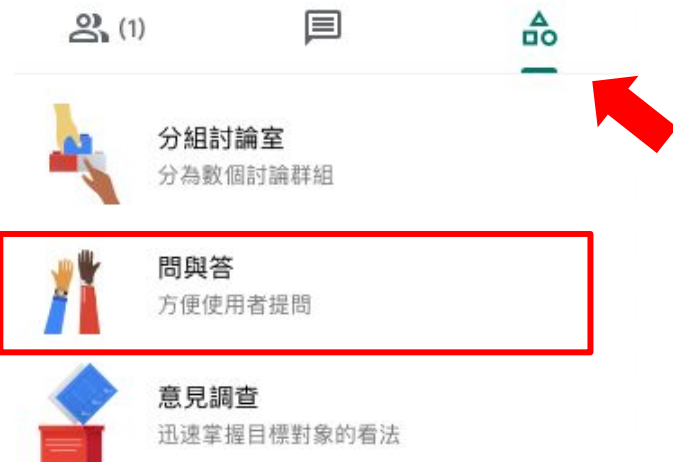 (1)
分組討論室
分為數個討論群組
問與答
方便使用者提問
意見調查
迅速掌握目標對象的看法